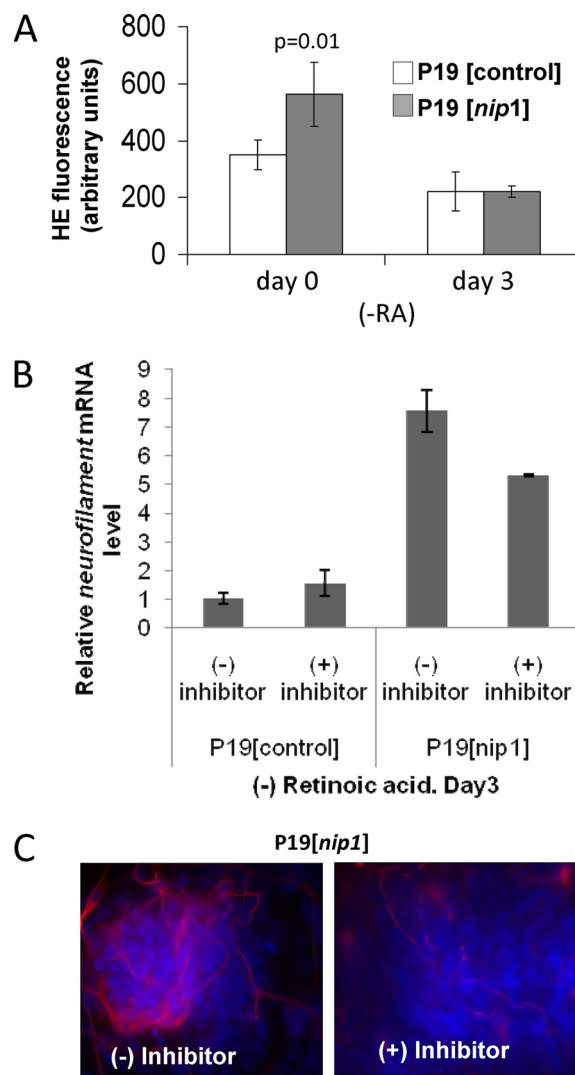 A
HE fluorescence
(arbitrary units)
800
600
400
200
0
p=0.01
P19 [control]
P19 [nip1]
day 0
day 3
(-RA)
B
Relative neurofilament mRNA
level
9
8
7
6
5
4
3
2
1
0
(-)
inhibitor
(+)
inhibitor
(-)
inhibitor
(+)
inhibitor
P19[control]
P19[nip1]
(-) Retinoic acid. Day3
C
P19[nip1]
(-) Inhibitor
(+) Inhibitor